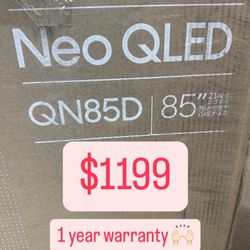 Neo QLED
QN85D
85"
$1199
1 year warranty 🙌🏻